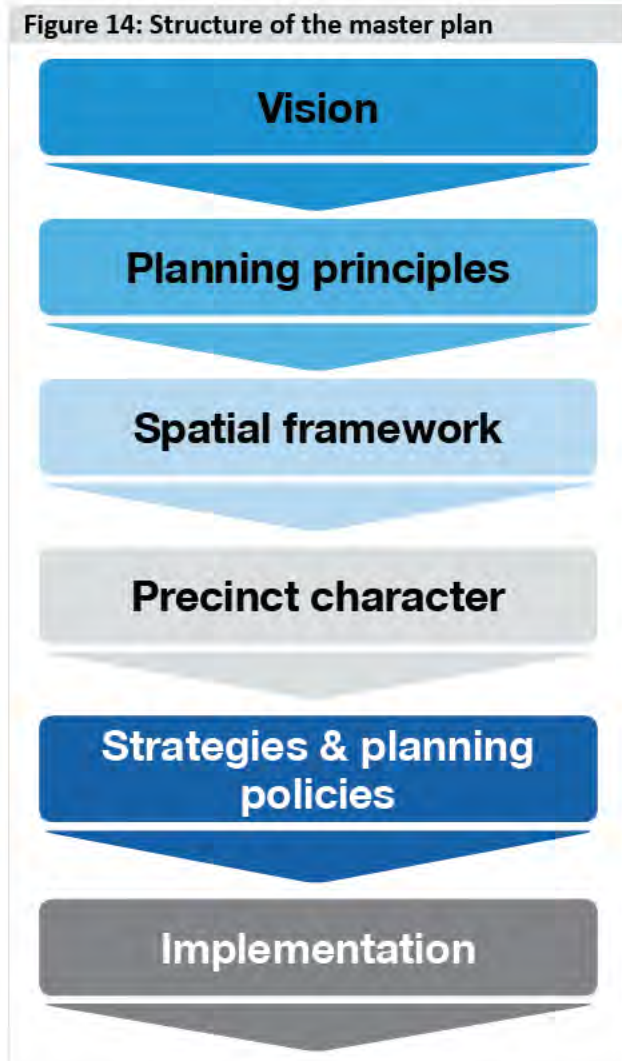 Figure 14: Structure of the master plan
Vision
Planning principles
Spatial framework
Precinct character
Strategies & planning
policies
Implementation